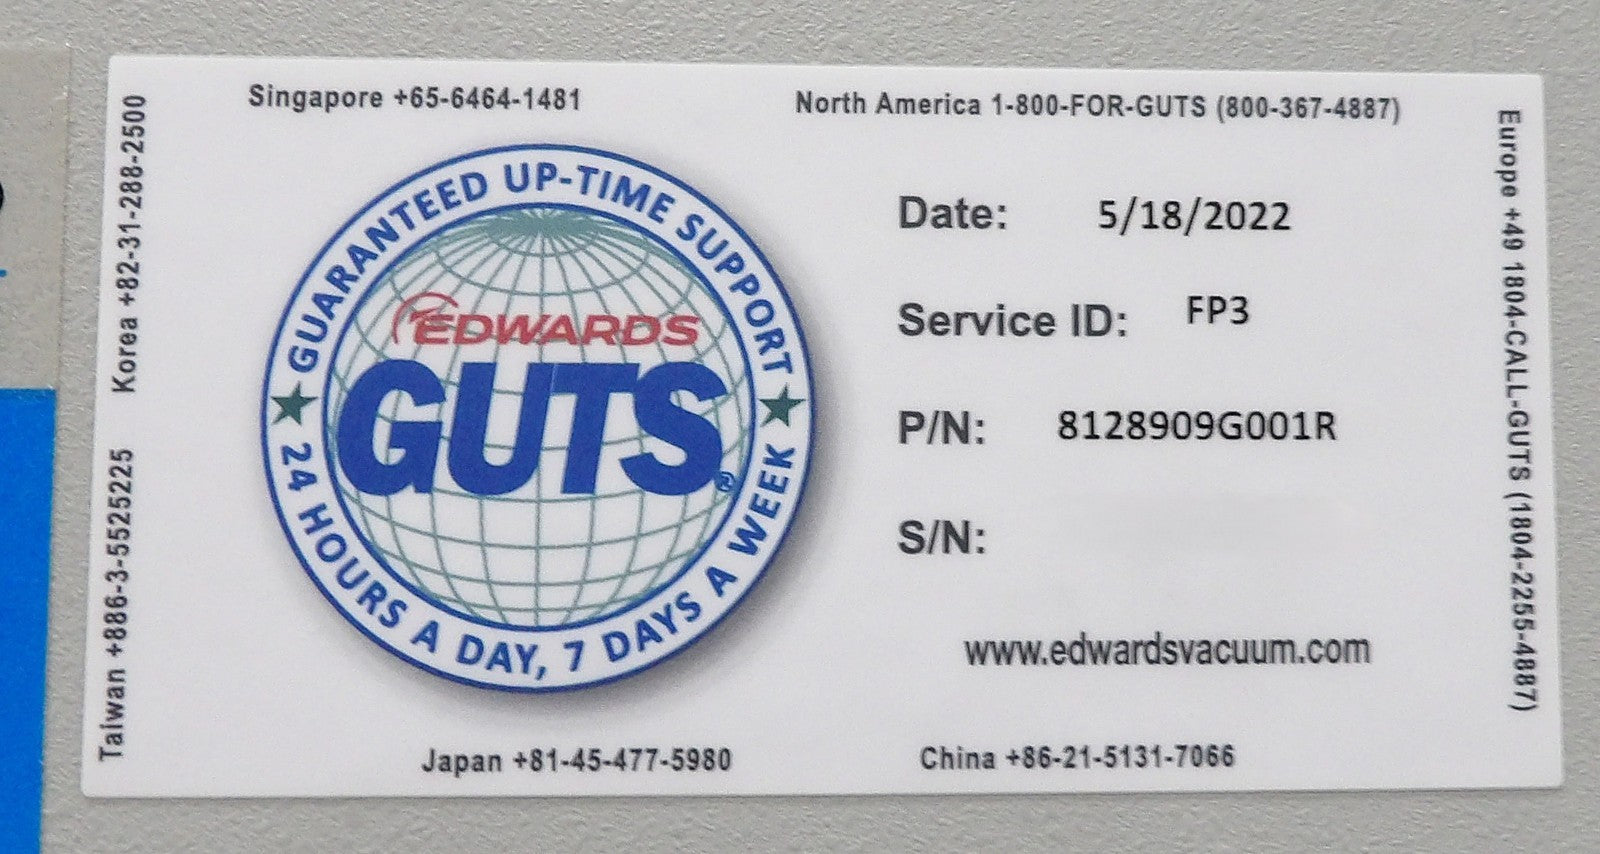 Singapore +65-6464-1481
North America 1-800-FOR-GUTS (800-367-4887)
Korea +82-31-288-2500
Taiwan +886-3-5525225
GUARANTEED UP-TIME SUPPORT
EDWARDS
GUTS®
24 HOURS A DAY, 7 DAYS A WEEK
Date: 5/18/2022
Service ID: FP3
P/N: 8128909G001R
S/N:
www.edwardsvacuum.com
Europe +49 1804-CALL-GUTS (1804-2255-4887)
Japan +81-45-477-5980
China +86-21-5131-7066